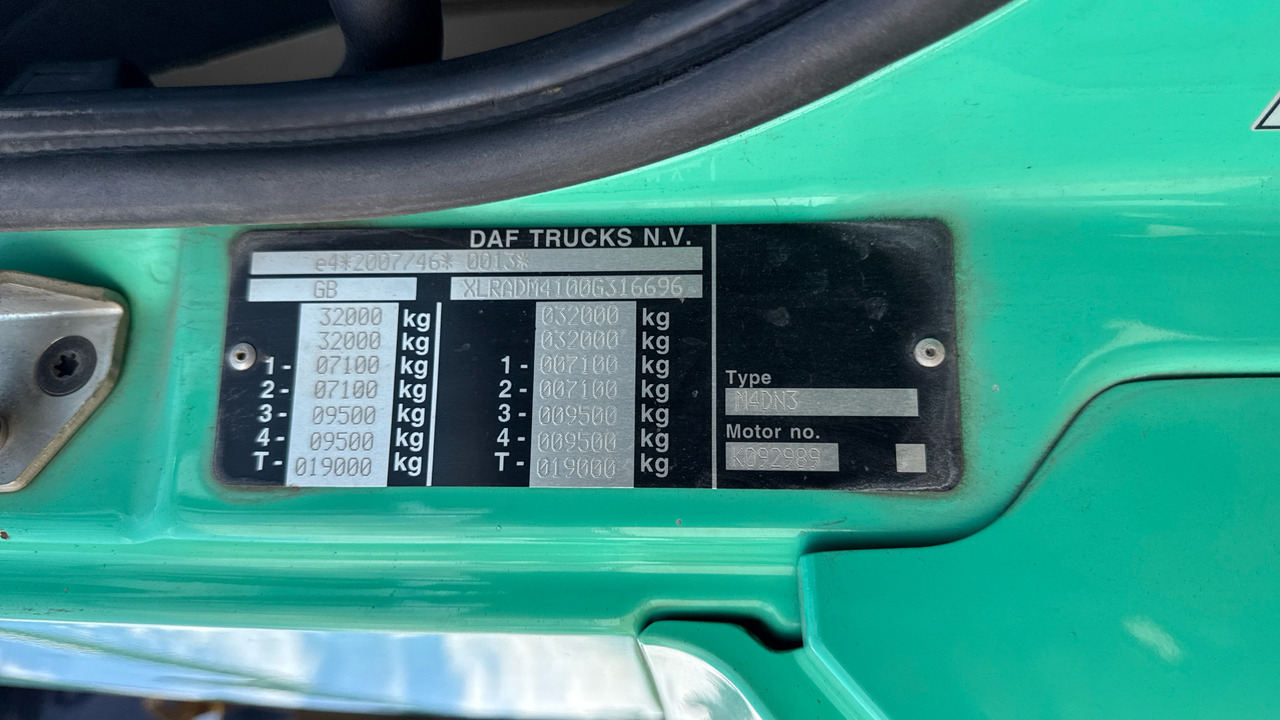 DAF TRUCKS N.V.
e4*2007/46* 0013*
GB XLRADM4100G316696
32000 kg 032000 kg
32000 kg 032000 kg
1- 07100 kg 1- 007100 kg
2- 07100 kg 2- 007100 kg
3- 09500 kg 3- 009500 kg
4- 09500 kg 4- 009500 kg
T- 019000 kg T- 019000 kg
Type
M4DN3
Motor no.
K092989